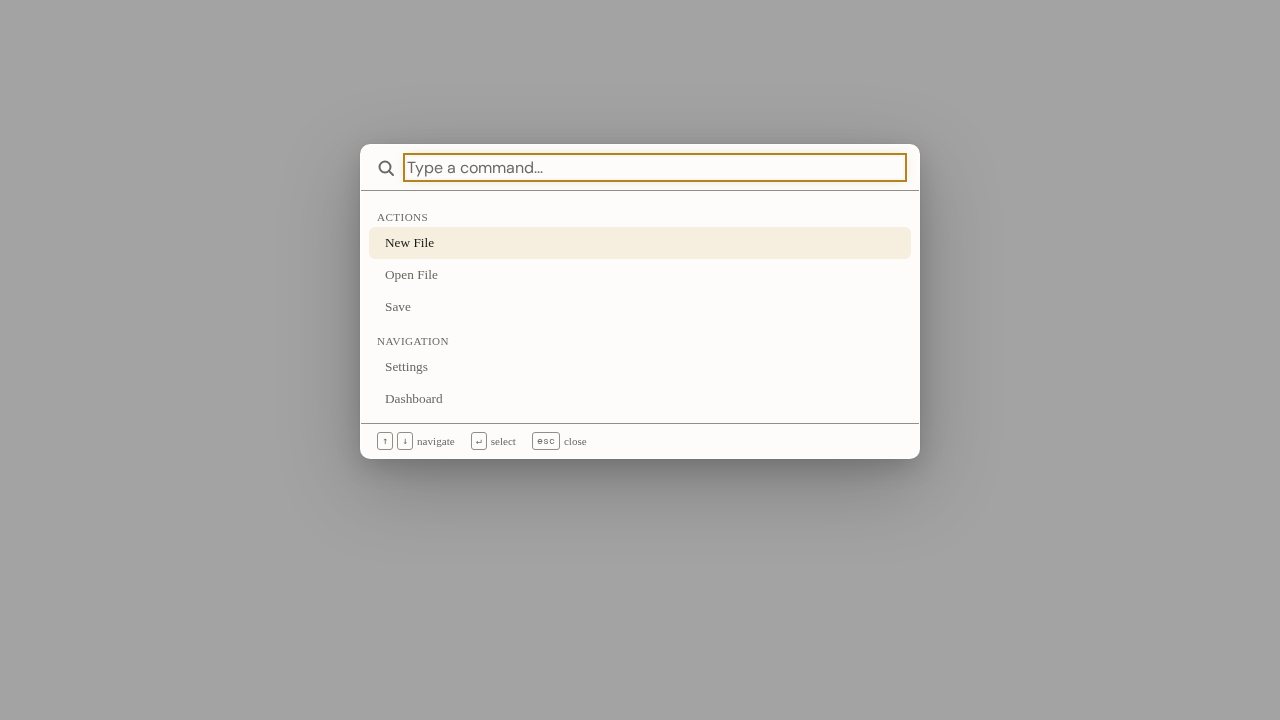 Type a command...
ACTIONS
New File
Open File
Save
NAVIGATION
Settings
Dashboard
↑ ↓ navigate ↵ select esc close